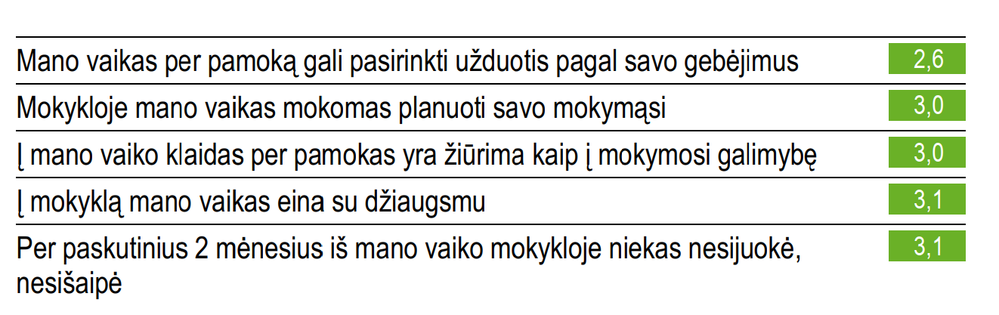 Mano vaikas per pamoką gali pasirinkti užduotis pagal savo gebėjimus 2,6
Mokykloje mano vaikas mokomas planuoti savo mokymąsi 3,0
Į mano vaiko klaidas per pamokas yra žiūrima kaip į mokymosi galimybę 3,0
Į mokyklą mano vaikas eina su džiaugsmu 3,1
Per paskutinius 2 mėnesius iš mano vaiko mokykloje niekas nesijuokė, 3,1
nesišaipė